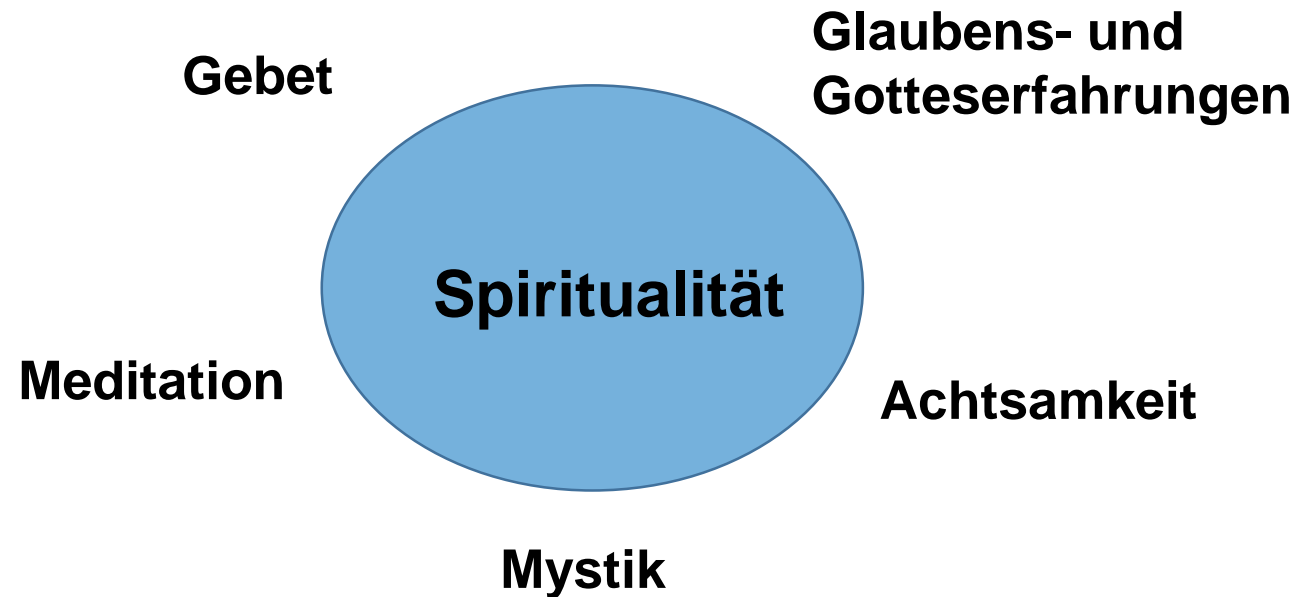 Gebet
Glaubens- und
Gotteserfahrungen
Spiritualität
Meditation
Achtsamkeit
Mystik